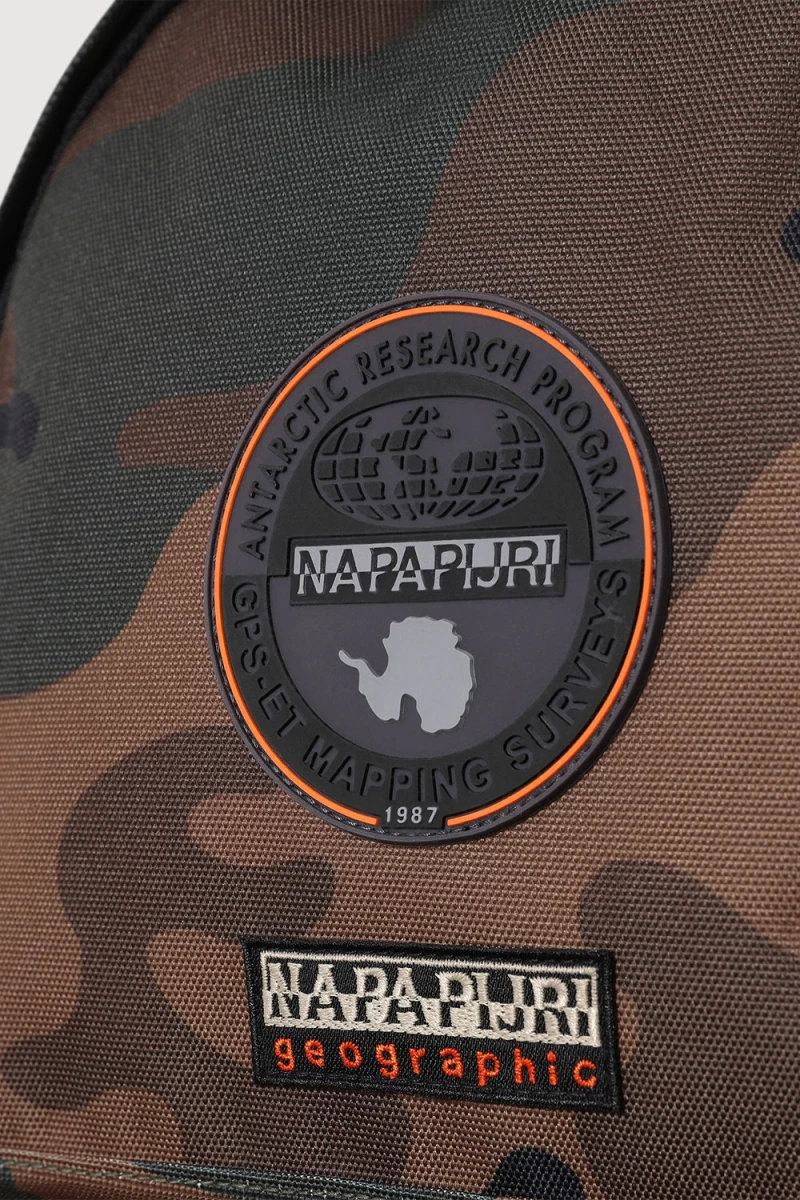 ANTARCTIC RESEARCH PROGRAM
NAPAPIJRI
GPS-ET MAPPING SURVEYS
1987
NAPAPIJRI
geographic